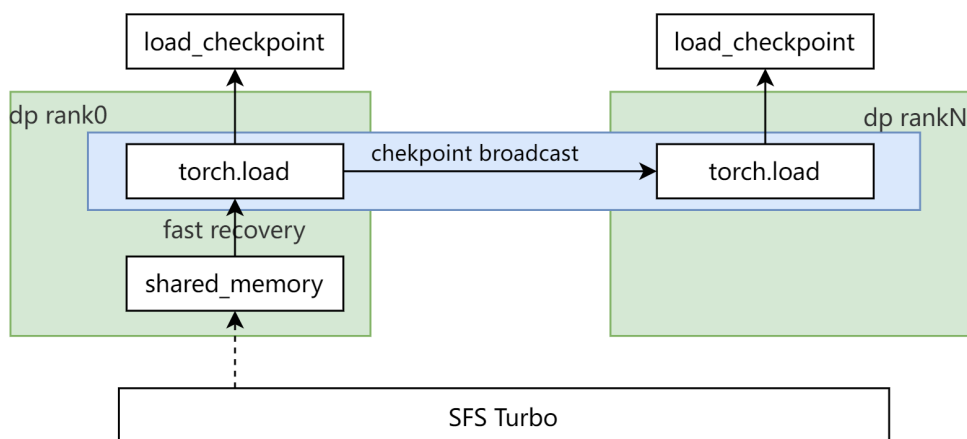 load_checkpoint
load_checkpoint
dp rank0
dp rankN
chekpoint broadcast
torch.load
torch.load
fast recovery
shared_memory
SFS Turbo